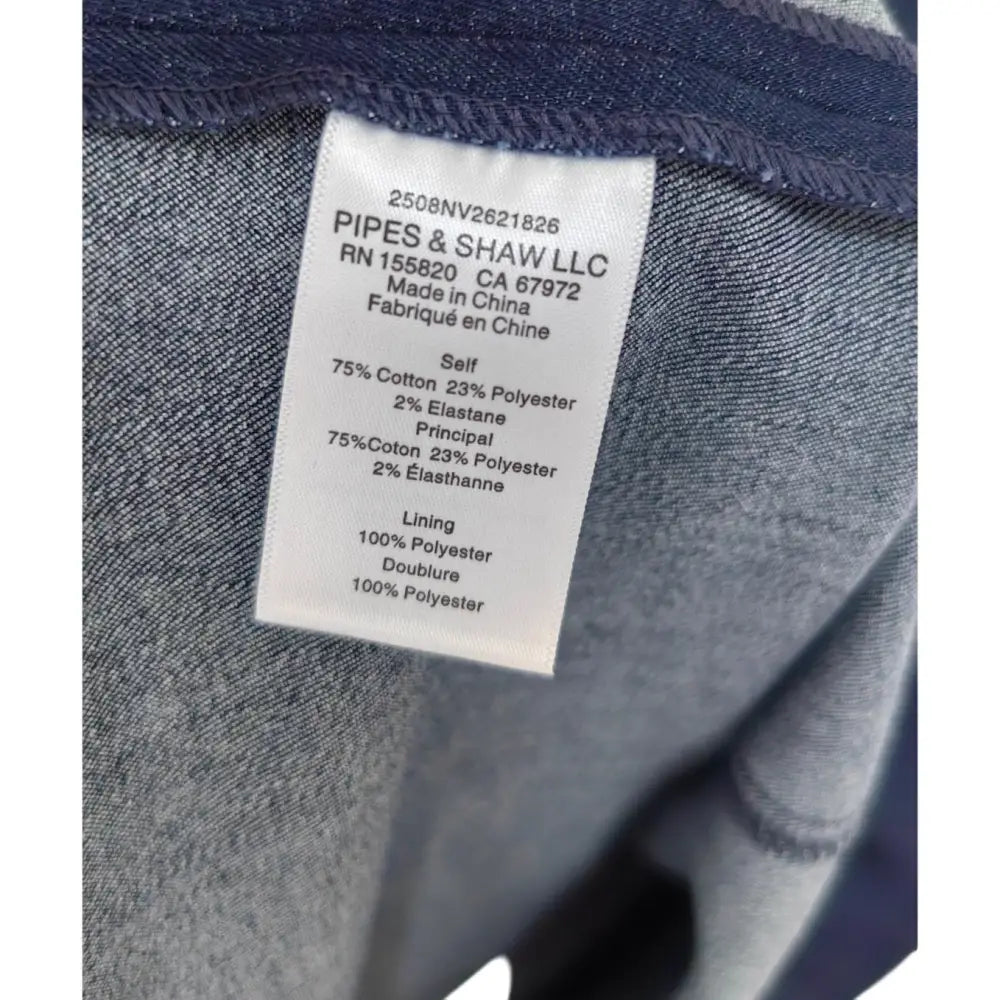 2508NV2621826
PIPES & SHAW LLC
RN 155820 CA 67972
Made in China
Fabriqué en Chine
Self
75% Cotton 23% Polyester
2% Elastane
Principal
75%Coton 23% Polyester
2% Élasthanne
Lining
100% Polyester
Doublure
100% Polyester